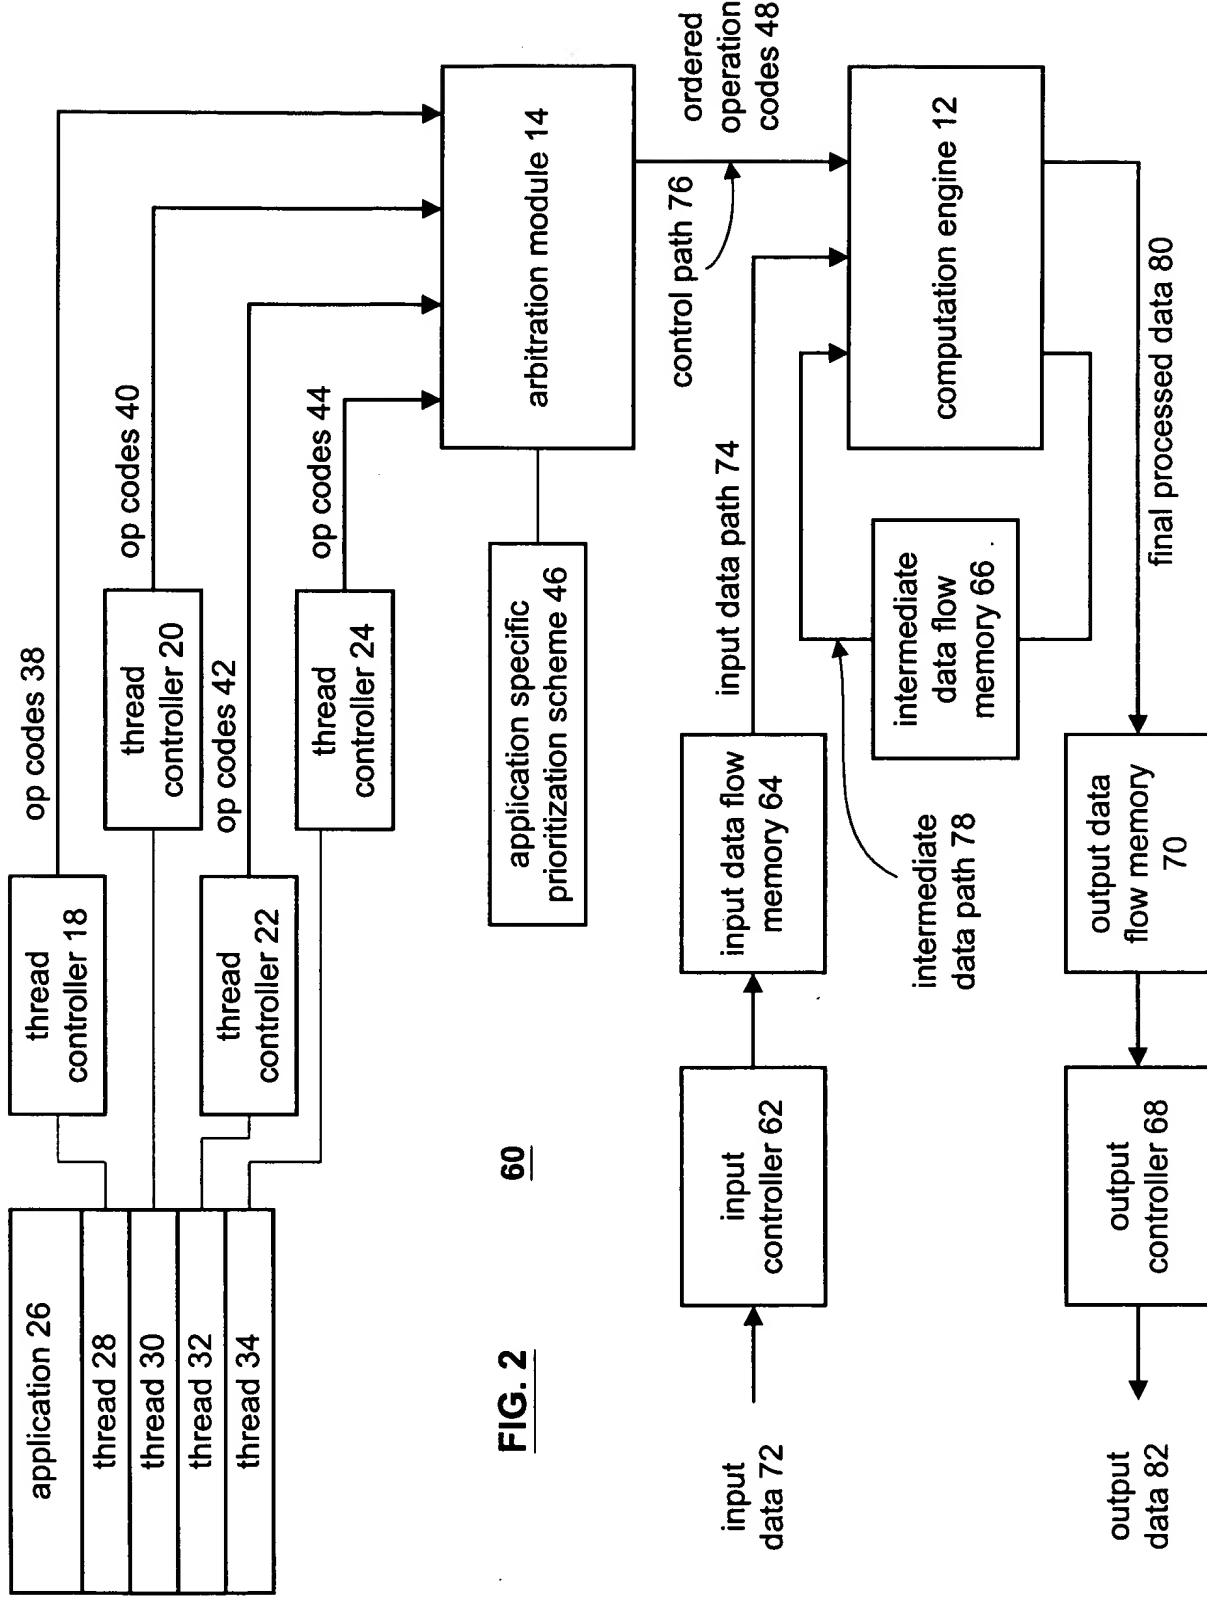 application 26
thread 28
thread 30
thread 32
thread 34
thread
controller 18
thread
controller 20
thread
controller 22
thread
controller 24
op codes 38
op codes 40
op codes 42
op codes 44
arbitration module 14
application specific
prioritization scheme 46
FIG. 2
60
control path 76
ordered
operation
codes 48
input
data 72
input
controller 62
input data flow
memory 64
input data path 74
computation engine 12
intermediate
data flow
memory 66
intermediate
data path 78
final processed data 80
output data
flow memory
70
output
controller 68
output
data 82